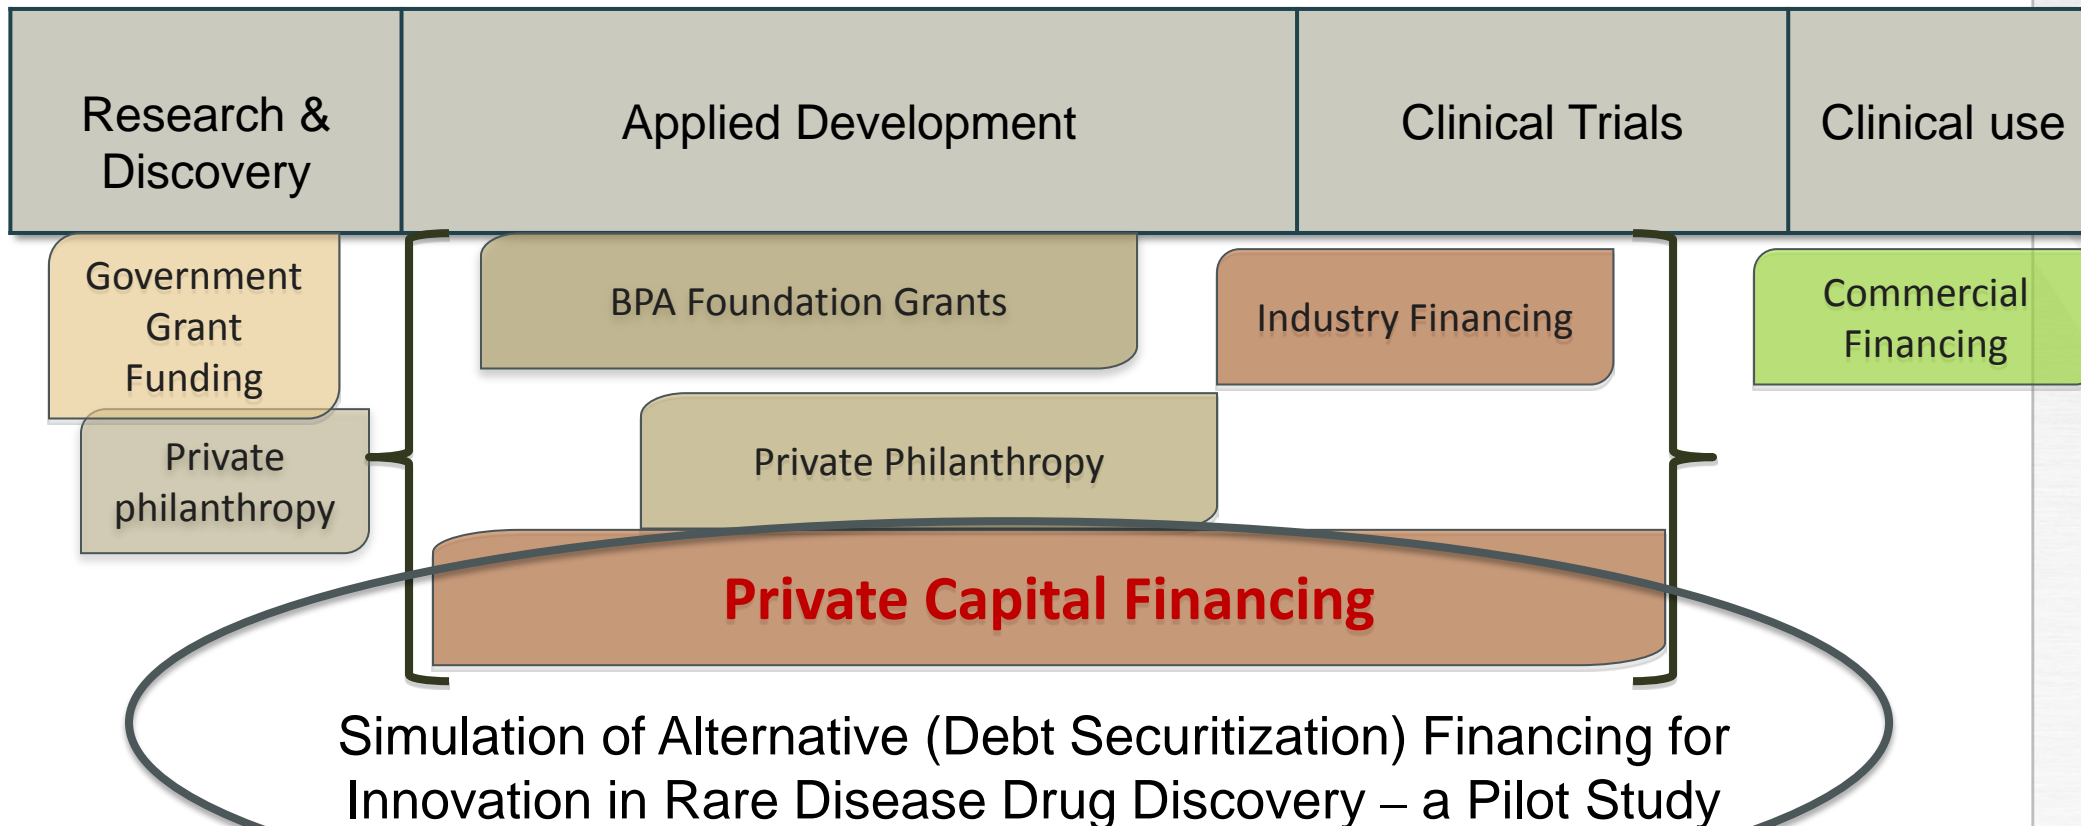 Research &
Discovery
Applied Development
Clinical Trials
Clinical use
Government
Grant
Funding
BPA Foundation Grants
Industry Financing
Commercial
Financing
Private
philanthropy
Private Philanthropy
Private Capital Financing
Simulation of Alternative (Debt Securitization) Financing for
Innovation in Rare Disease Drug Discovery – a Pilot Study